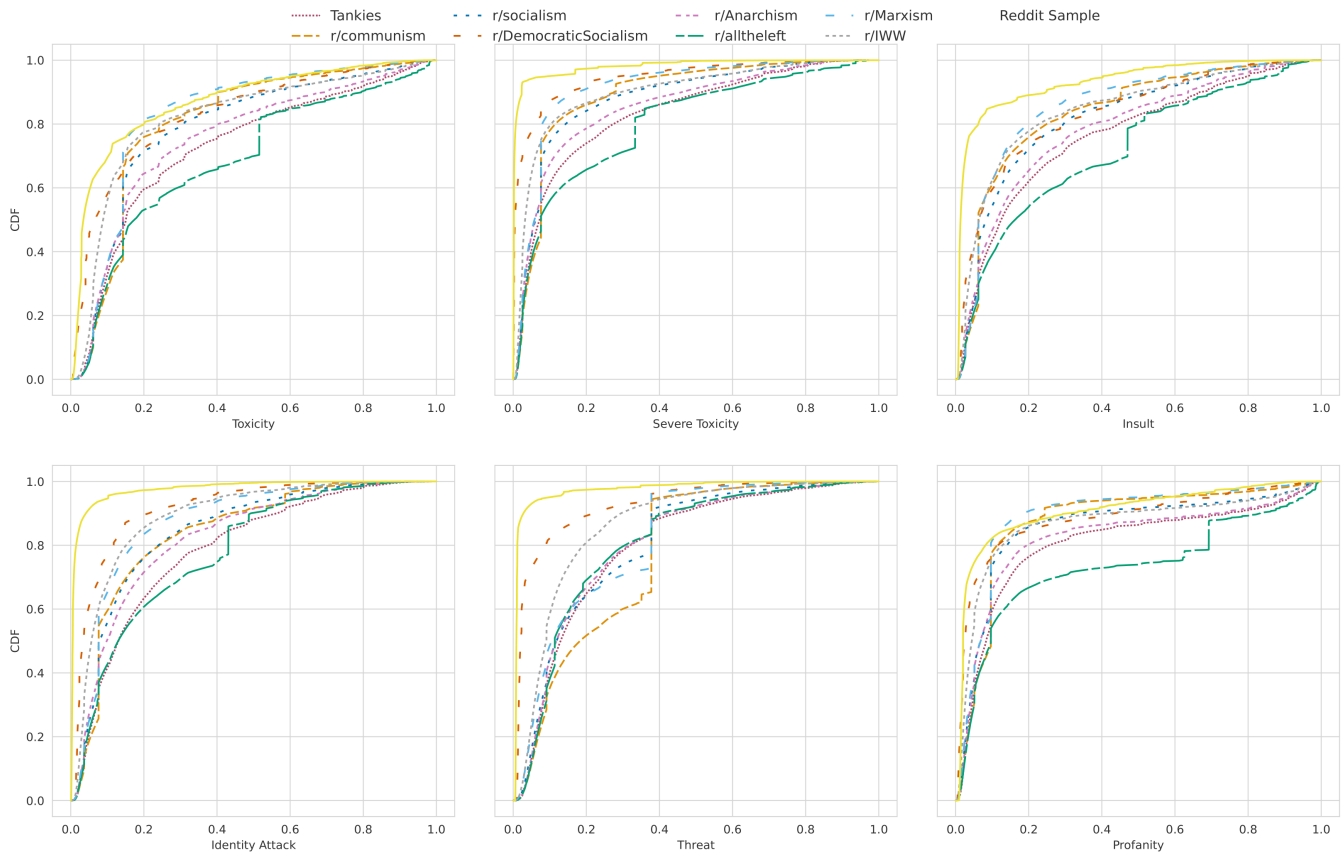 Tankies r/socialism r/Anarchism r/Marxism Reddit Sample
r/communism r/DemocraticSocialism r/alltheleft r/IWW
1.0
0.8
0.6
0.4
0.2
0.0
CDF
0.0 0.2 0.4 0.6 0.8 1.0
Toxicity
0.0 0.2 0.4 0.6 0.8 1.0
Severe Toxicity
0.0 0.2 0.4 0.6 0.8 1.0
Insult
1.0
0.8
0.6
0.4
0.2
0.0
CDF
0.0 0.2 0.4 0.6 0.8 1.0
Identity Attack
0.0 0.2 0.4 0.6 0.8 1.0
Threat
0.0 0.2 0.4 0.6 0.8 1.0
Profanity